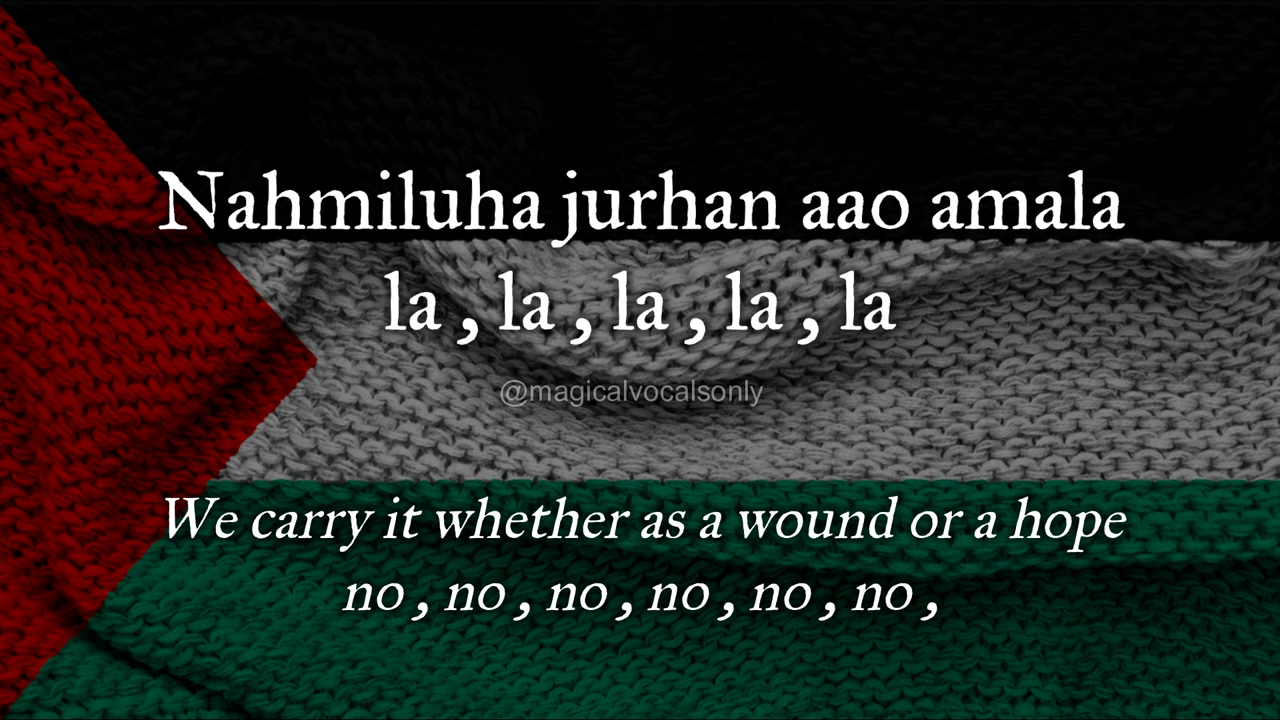 Nahmiluha jurhan aao amala
la , la , la , la , la
@magicalvocalsonly
We carry it whether as a wound or a hope
no , no , no , no , no , no ,